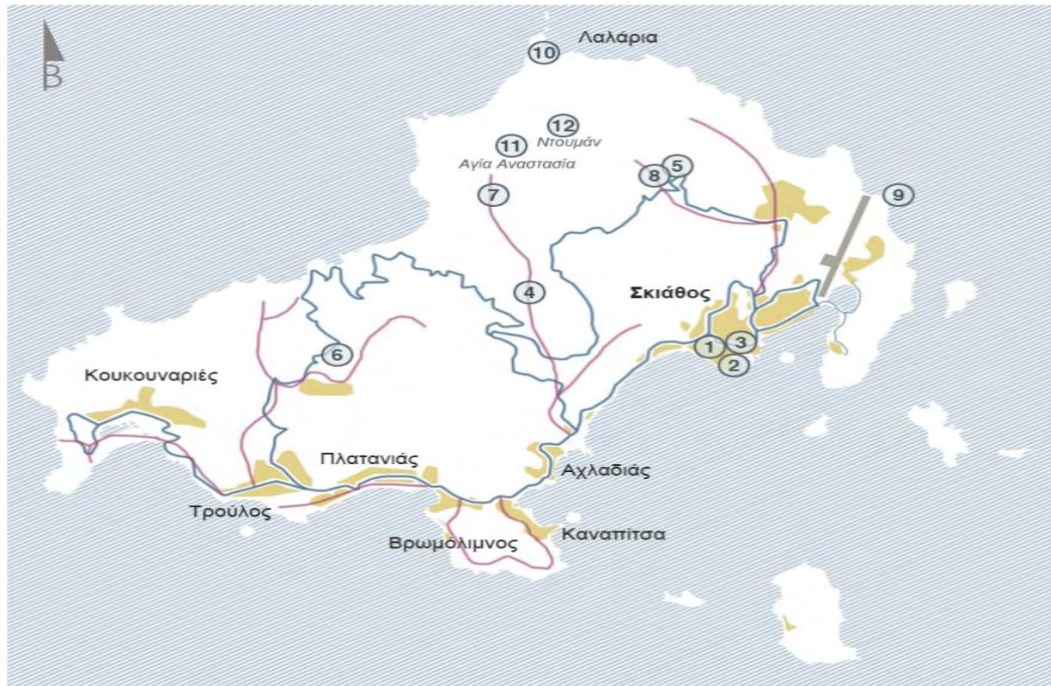 Λαλάρια
10
Β
12
Ντουμάν
11
Αγία Αναστασία
5
8
7
9
4
Σκιάθος
1
3
2
6
Κουκουναριές
Πλατανιάς
Αχλαδιάς
Τρούλος
Καναπίτσα
Βρωμόλιμνος